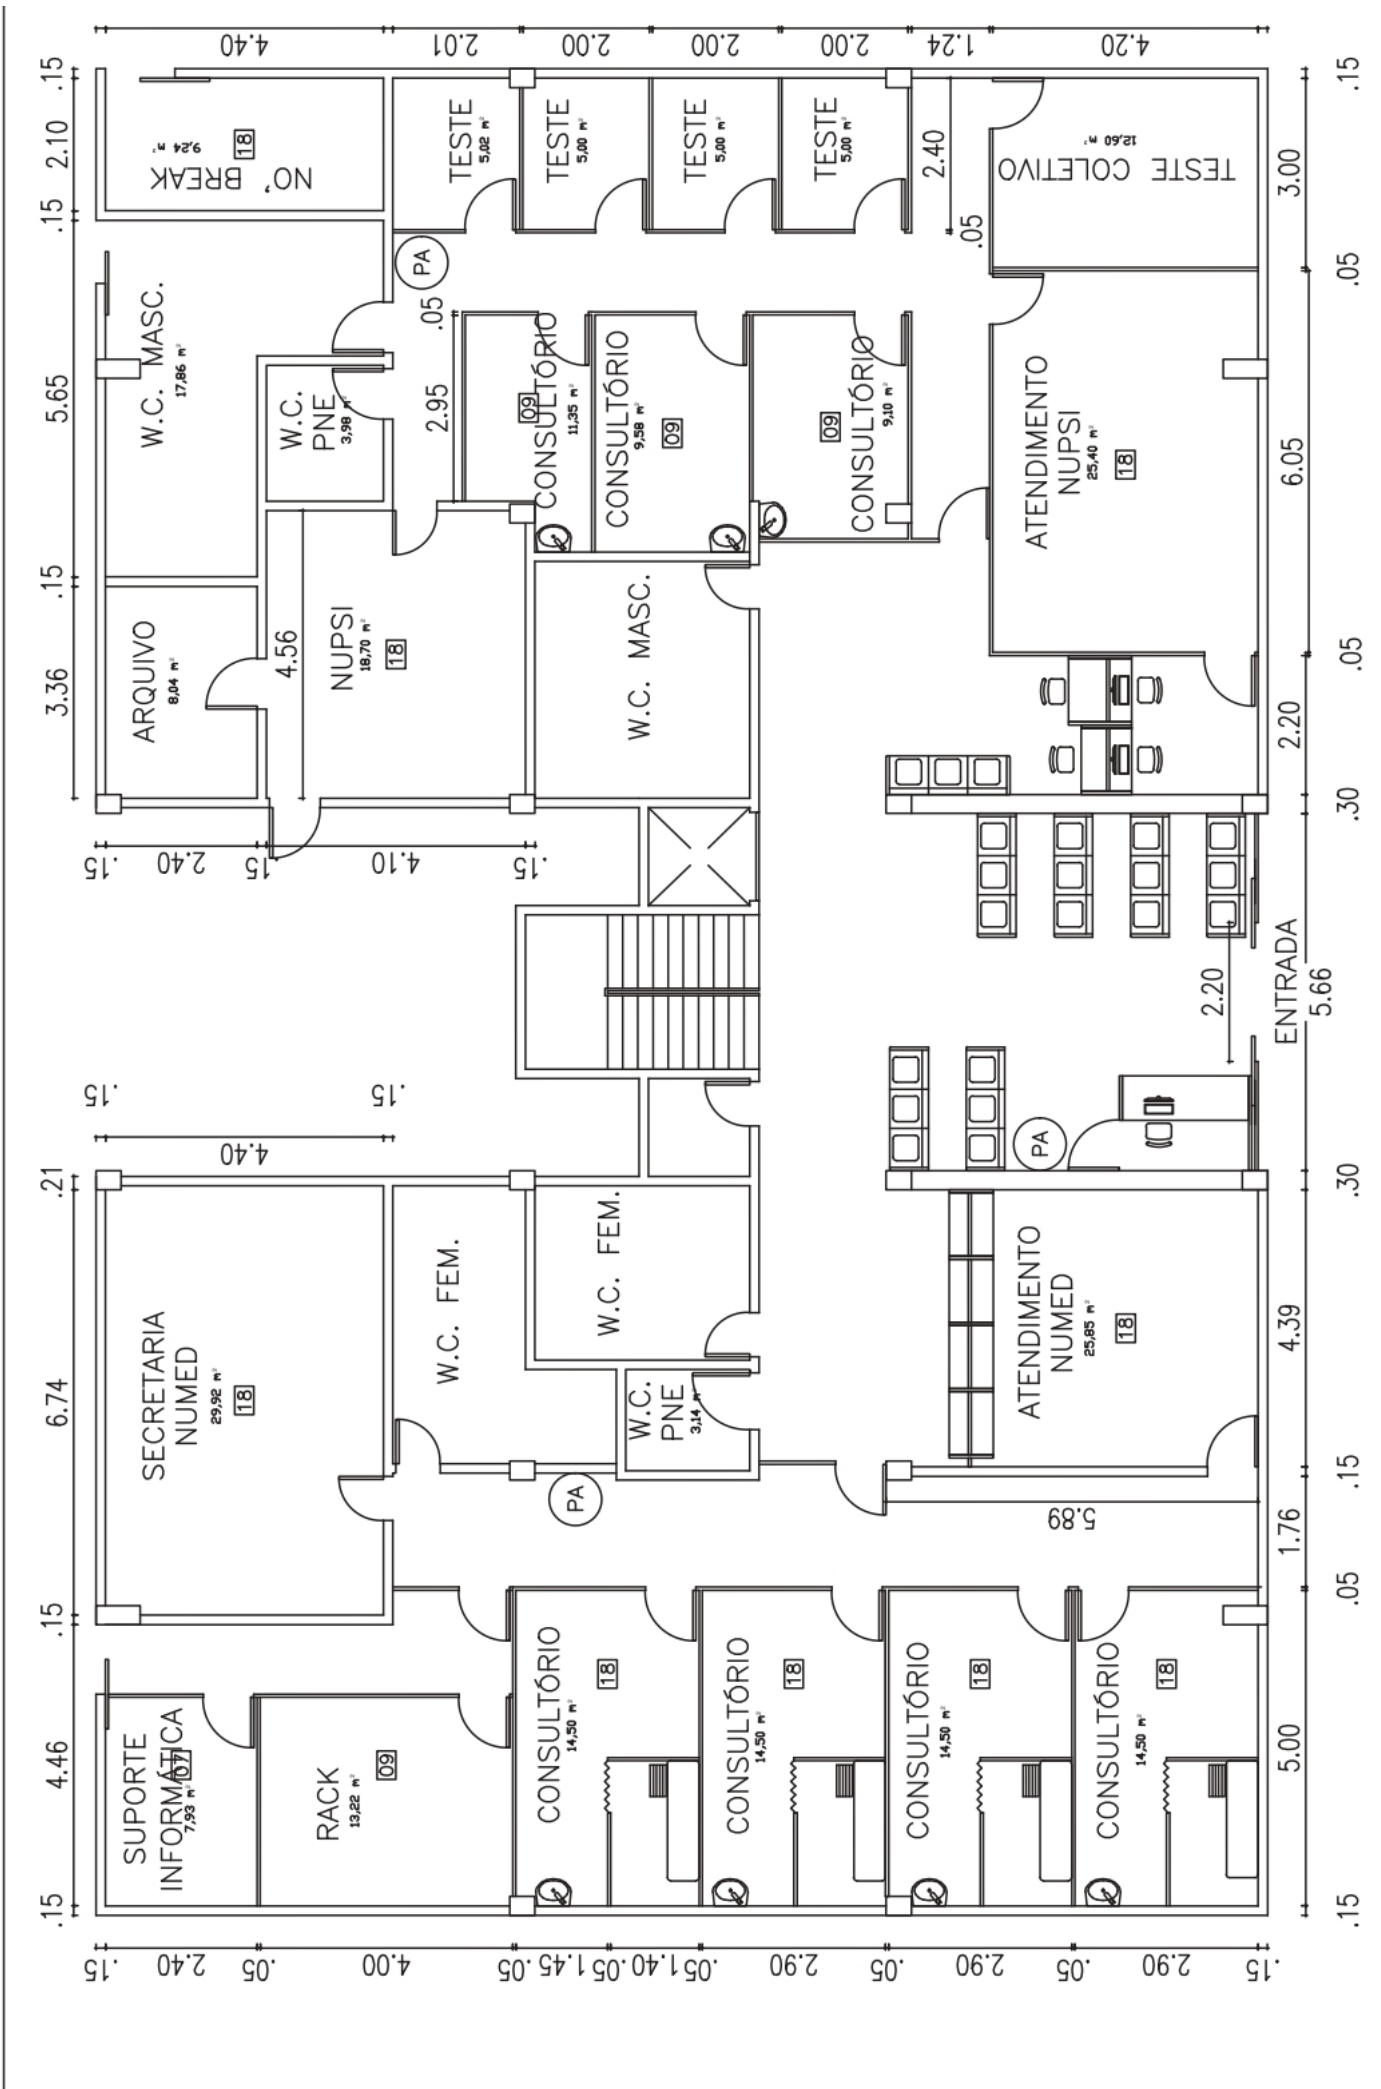 SUPORTE
INFORMÁTICA
7,93 m²
07
RACK
13,22 m²
09
CONSULTÓRIO
14,50 m²
18
CONSULTÓRIO
14,50 m²
18
CONSULTÓRIO
14,50 m²
18
CONSULTÓRIO
14,50 m²
18
SECRETARIA
NUMED
29,92 m²
18
W.C. FEM.
W.C. FEM.
W.C.
PNE
3,14 m²
PA
ATENDIMENTO
NUMED
25,85 m²
18
PA
ENTRADA
5.66
2.20
ARQUIVO
8,04 m²
NUPSI
18,70 m²
18
4.56
W.C. MASC.
W.C. MASC.
17,86 m²
W.C.
PNE
3,98 m²
NO' BREAK
9,24 m²
18
PA
CONSULTÓRIO
11,35 m²
09
CONSULTÓRIO
9,58 m²
09
CONSULTÓRIO
9,10 m²
09
2.95
.05
TESTE
5,02 m²
TESTE
5,00 m²
TESTE
5,00 m²
TESTE
5,00 m²
2.40
.05
TESTE COLETIVO
12,60 m²
ATENDIMENTO
NUPSI
25,40 m²
18
.15
4.46
.15
6.74
.21
3.36
.15
5.65
.15
2.10
.15
.15
2.40
.05
4.00
.05
1.45
.05
1.40
.05
2.90
.05
2.90
.05
2.90
.15
.15
4.40
.15
.15
2.40
.15
4.10
.15
5.89
4.40
2.01
2.00
2.00
2.00
1.24
4.20
.15
5.00
.05
1.76
.15
4.39
.30
.30
2.20
.05
6.05
.05
3.00
.15